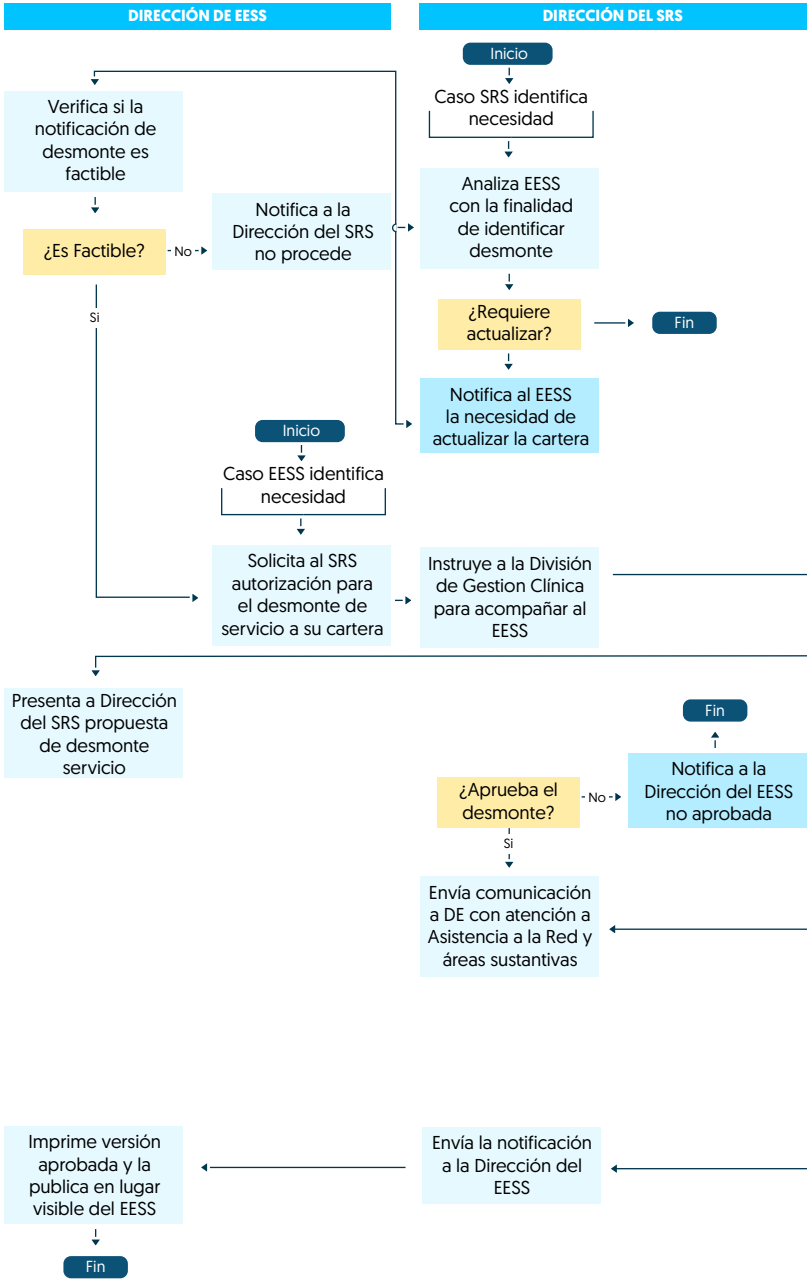 DIRECCIÓN DE EESS
DIRECCIÓN DEL SRS
Inicio
Caso SRS identifica
necesidad
Verifica si la
notificación de
desmonte es
factible
Notifica a la
Dirección del SRS
no procede
Analiza EESS
con la finalidad
de identificar
desmonte
¿Es Factible?
No
Si
¿Requiere
actualizar?
Fin
Notifica al EESS
la necesidad de
actualizar la cartera
Inicio
Caso EESS identifica
necesidad
Solicita al SRS
autorización para
el desmonte de
servicio a su cartera
Instruye a la División
de Gestion Clínica
para acompañar al
EESS
Presenta a Dirección
del SRS propuesta
de desmonte
servicio
Fin
¿Aprueba el
desmonte?
No
Notifica a la
Dirección del EESS
no aprobada
Si
Envía comunicación
a DE con atención a
Asistencia a la Red y
áreas sustantivas
Imprime versión
aprobada y la
publica en lugar
visible del EESS
Envía la notificación
a la Dirección del
EESS
Fin